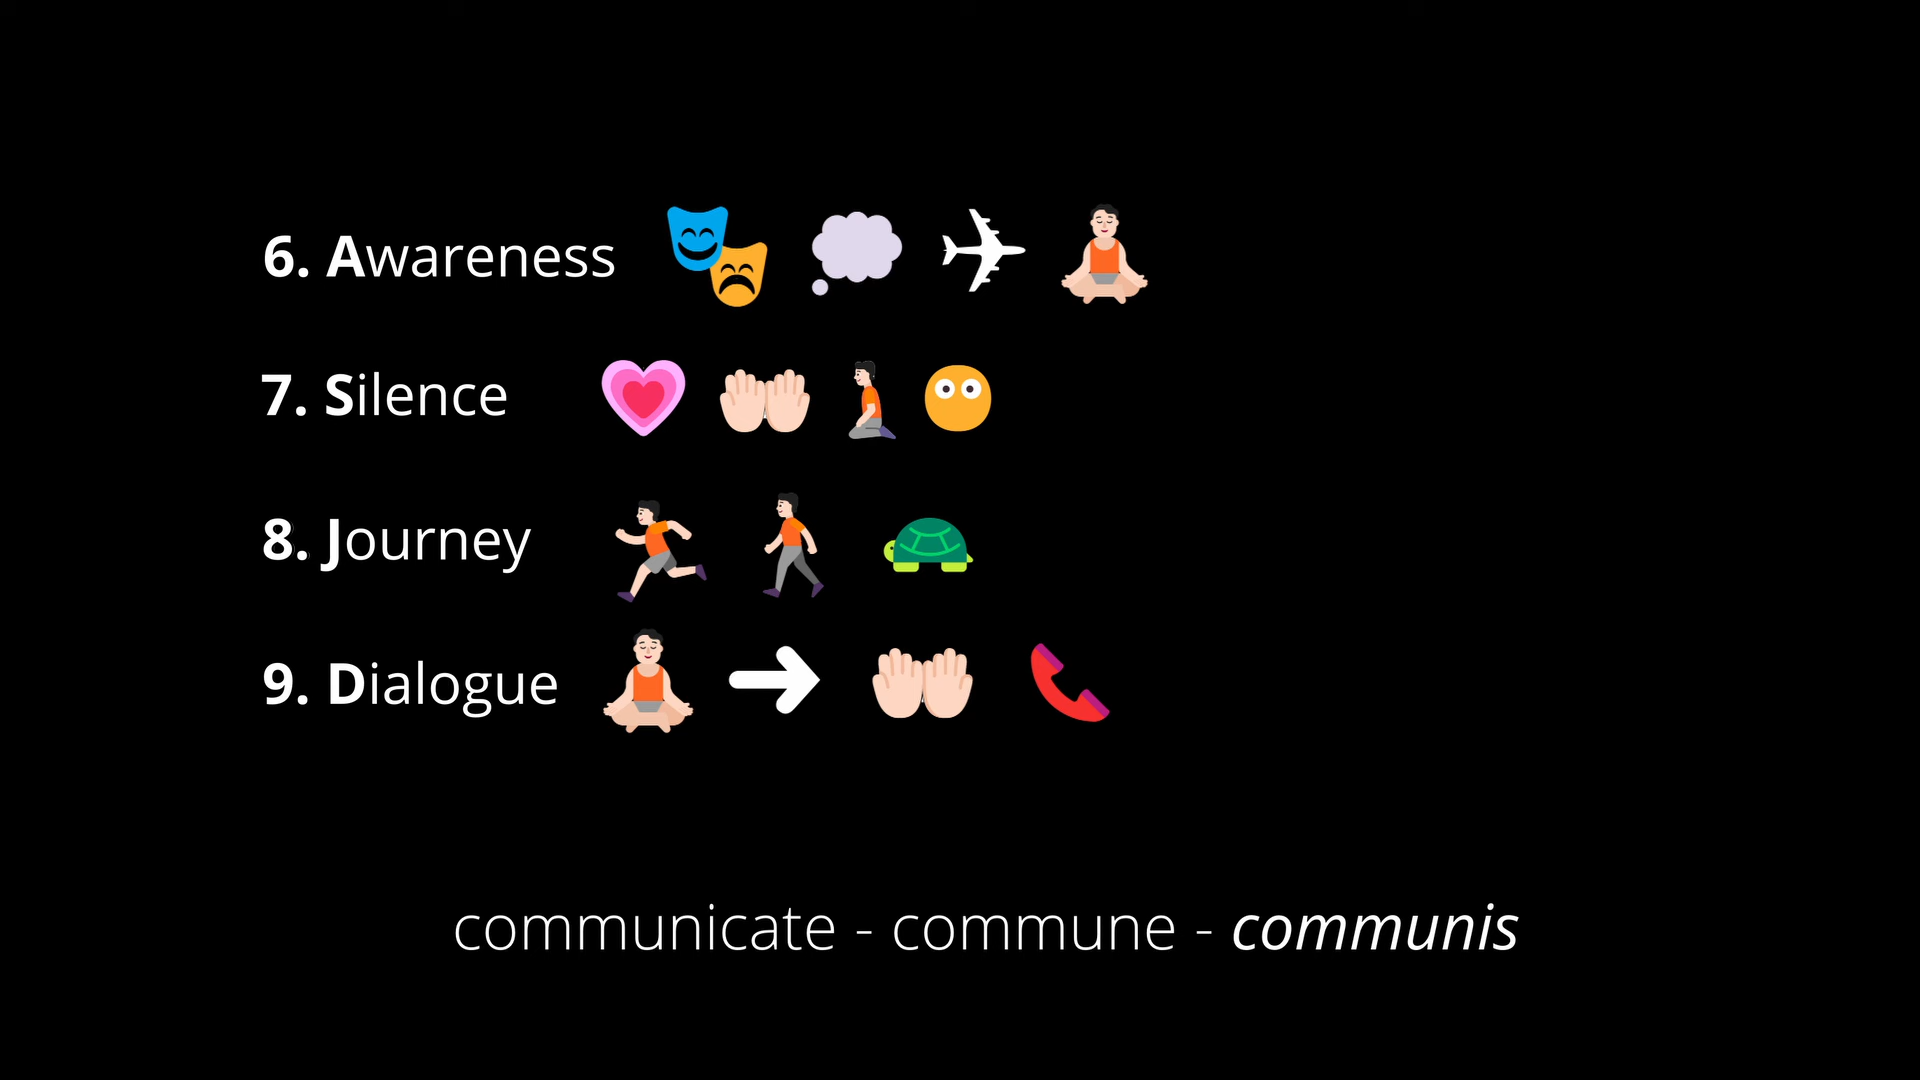 6. Awareness
7. Silence
8. Journey
9. Dialogue
communicate - commune - communis